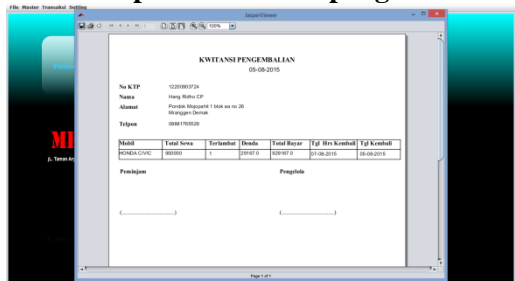 File Master Transaksi Setting
JasperViewer
100%
KWITANSI PENGEMBALIAN
05-08-2015
No KTP 12200903724
Nama Hang Ridho CP
Alamat Pondok Mojopahit 1 blok aa no 26
Mranggen Demak
Telpon
Mobil Total Sewa Terlambat Denda Total Bayar Tgl Hrs Kembali Tgl Kembali
HONDA CIVIC 900000 1 29167.0 929167.0 07-08-2015 05-08-2015
Peminjam Pengelola
(............................) (............................)
Page 1 of 1